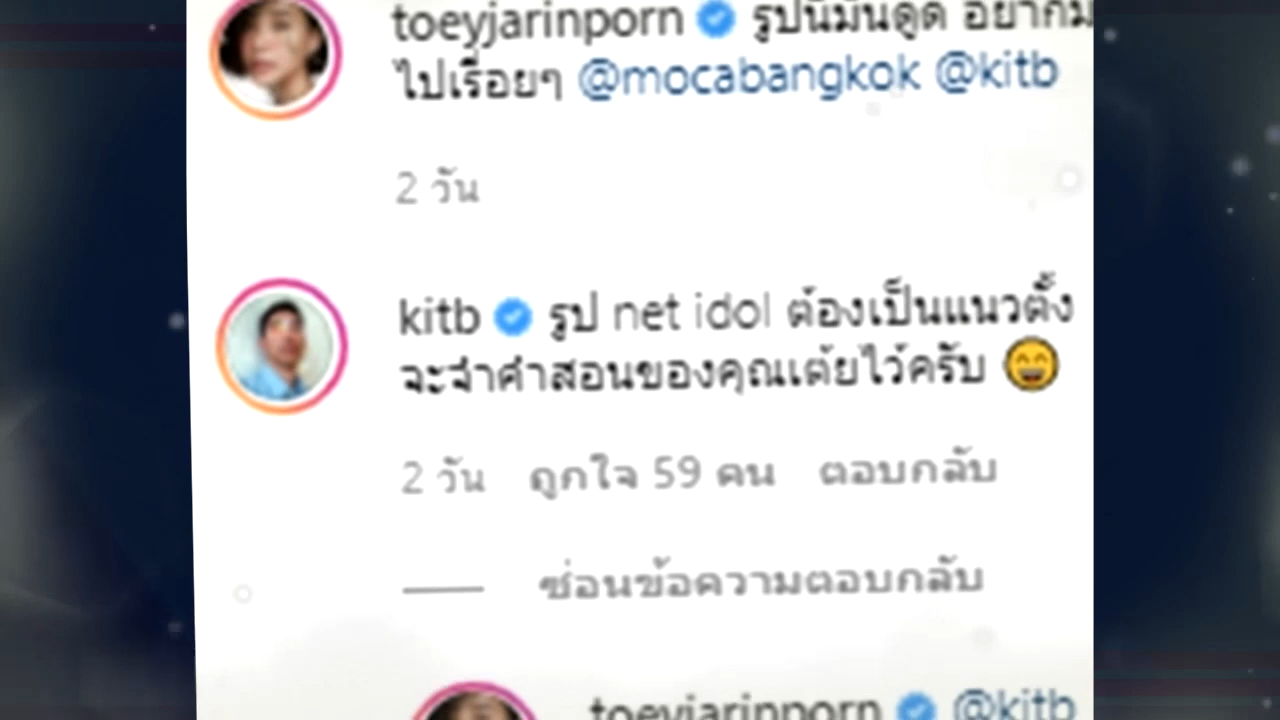 toeyjarinporn รูปนี้มันดูดี อยากม
ไปเรื่อยๆ @mocabangkok @kitb
2 วัน
kitb รูป net idol ต้องเป็นแนวตั้ง
จะจำคำสอนของคุณเต้ยไว้ครับ 😄
2 วัน ถูกใจ 59 คน ตอบกลับ
ซ่อนข้อความตอบกลับ
toeyjarinporn @kitb